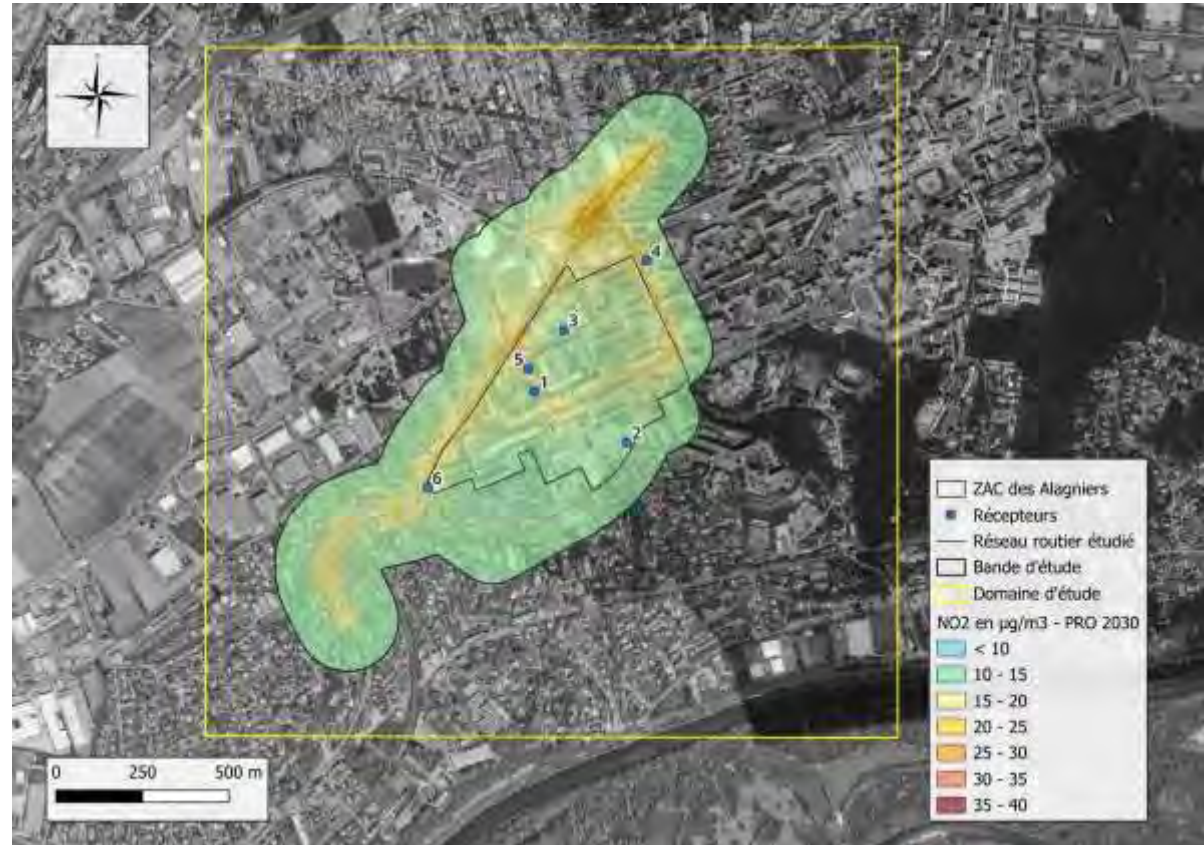 4
3
5
1
2
6
ZAC des Alagniers
Récepteurs
Réseau routier étudié
Bande d'étude
Domaine d'étude
NO2 en µg/m3 - PRO 2030
< 10
10 - 15
15 - 20
20 - 25
25 - 30
30 - 35
35 - 40
0 250 500 m